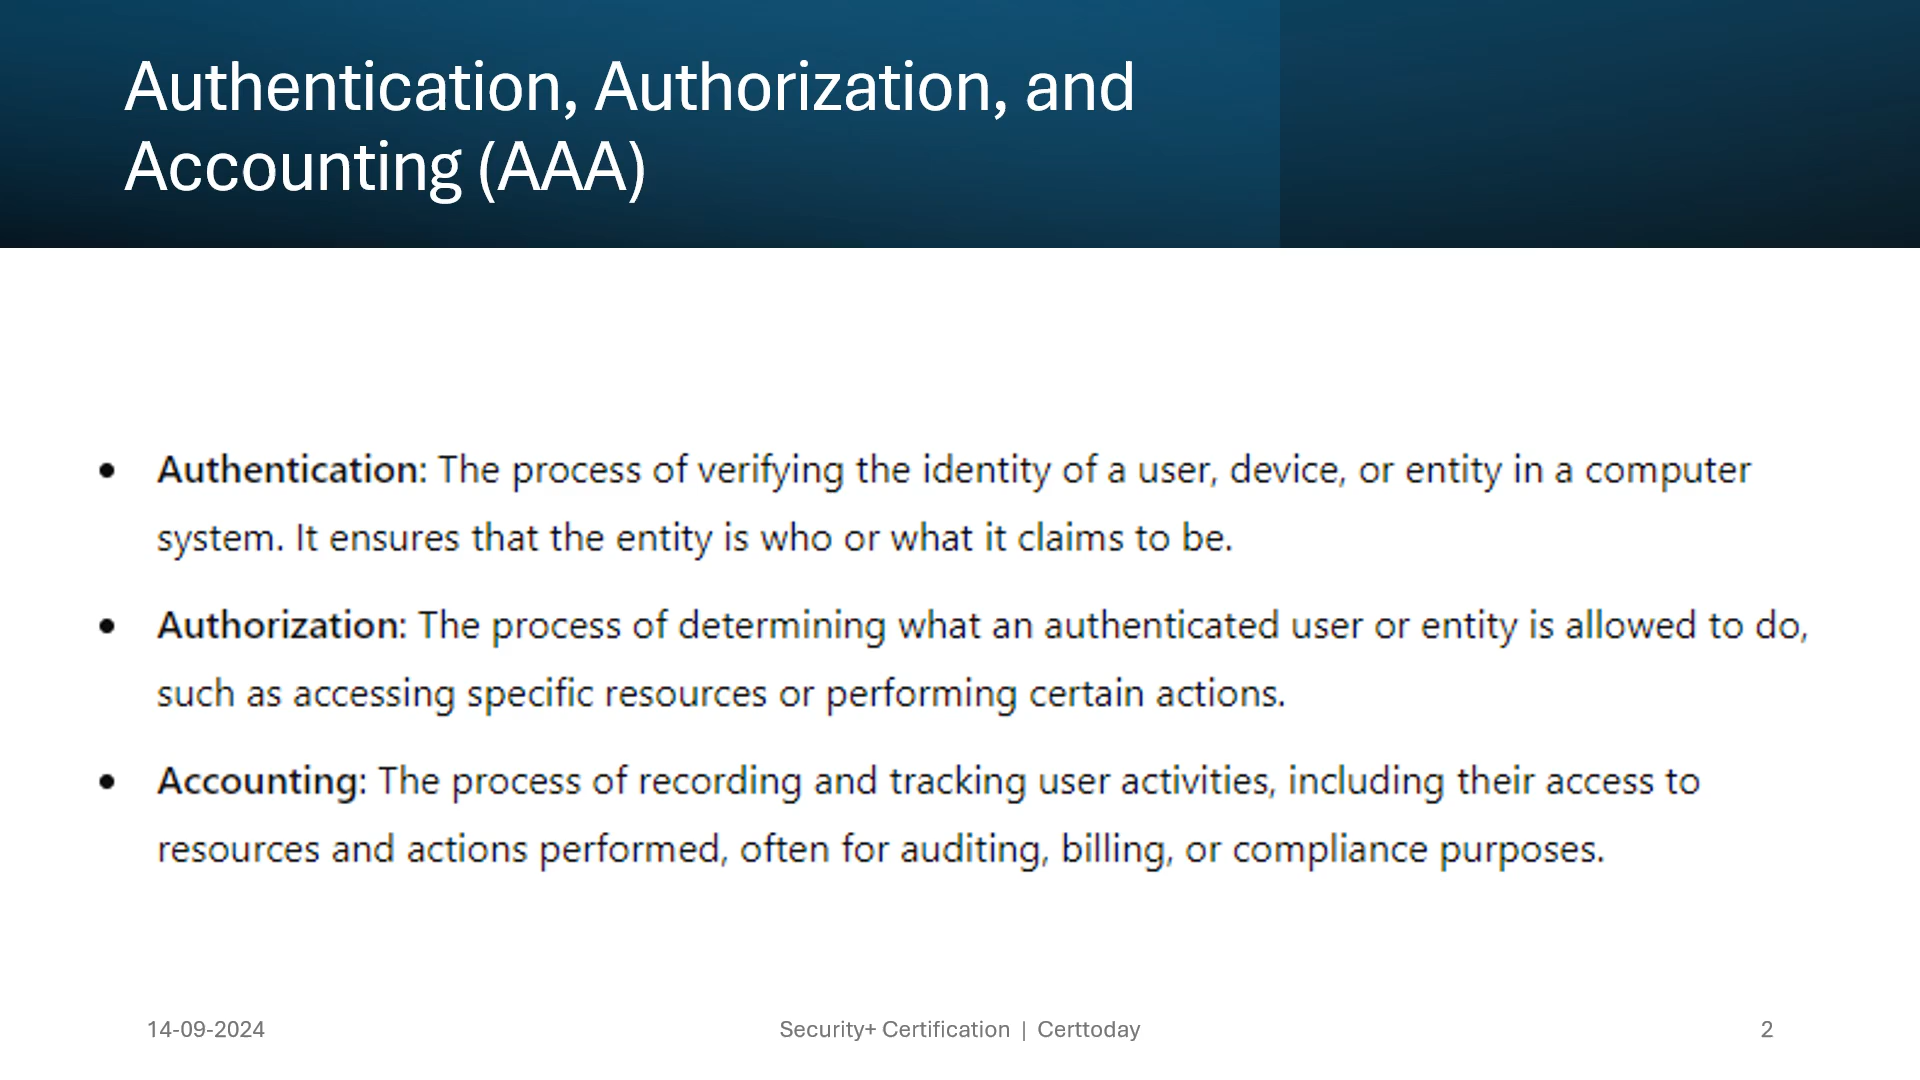 Authentication, Authorization, and
Accounting (AAA)
• Authentication: The process of verifying the identity of a user, device, or entity in a computer
system. It ensures that the entity is who or what it claims to be.
• Authorization: The process of determining what an authenticated user or entity is allowed to do,
such as accessing specific resources or performing certain actions.
• Accounting: The process of recording and tracking user activities, including their access to
resources and actions performed, often for auditing, billing, or compliance purposes.
14-09-2024
Security+ Certification | Certtoday
2